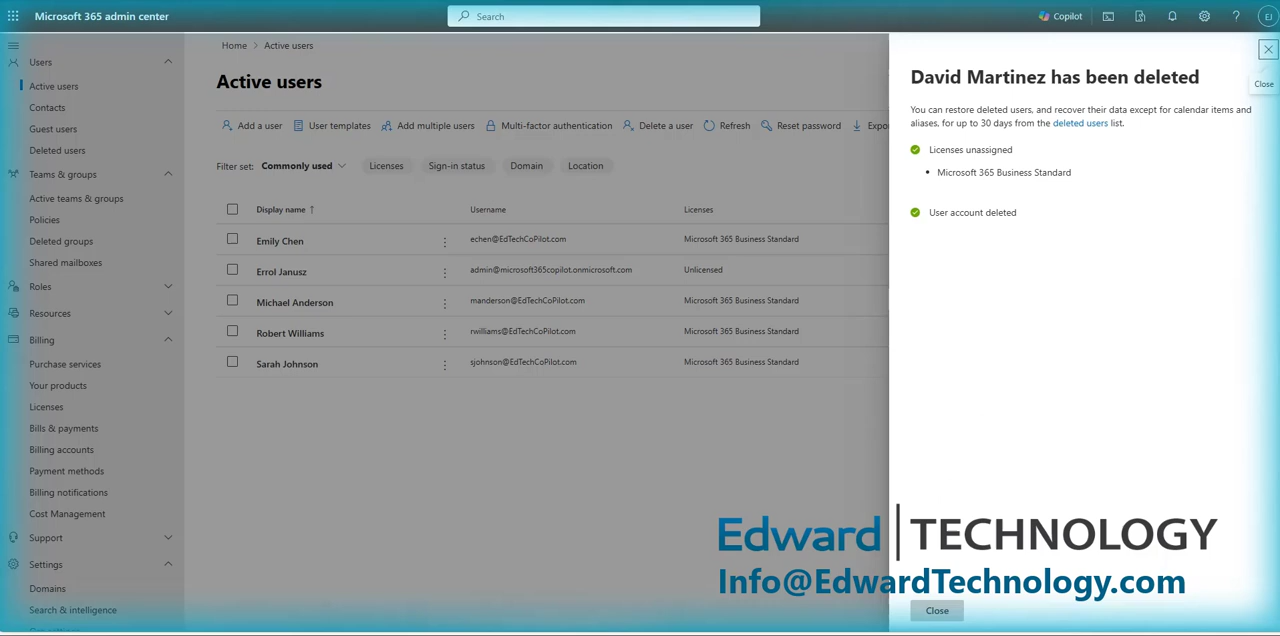 Microsoft 365 admin center
Search
Copilot
EJ
Users
Active users
Contacts
Guest users
Deleted users
Teams & groups
Active teams & groups
Policies
Deleted groups
Shared mailboxes
Roles
Resources
Billing
Purchase services
Your products
Licenses
Bills & payments
Billing accounts
Payment methods
Billing notifications
Cost Management
Support
Settings
Domains
Search & intelligence
Home > Active users
Active users
Add a user User templates Add multiple users Multi-factor authentication Delete a user Refresh Reset password Expo
Filter set: Commonly used Licenses Sign-in status Domain Location
Display name ↑ Username Licenses
Emily Chen echen@EdTechCoPilot.com Microsoft 365 Business Standard
Errol Janusz admin@microsoft365copilot.onmicrosoft.com Unlicensed
Michael Anderson manderson@EdTechCoPilot.com Microsoft 365 Business Standard
Robert Williams rwilliams@EdTechCoPilot.com Microsoft 365 Business Standard
Sarah Johnson sjohnson@EdTechCoPilot.com Microsoft 365 Business Standard
Close
David Martinez has been deleted
You can restore deleted users, and recover their data except for calendar items and
aliases, for up to 30 days from the deleted users list.
Licenses unassigned
• Microsoft 365 Business Standard
User account deleted
Edward | TECHNOLOGY
Info@EdwardTechnology.com
Close